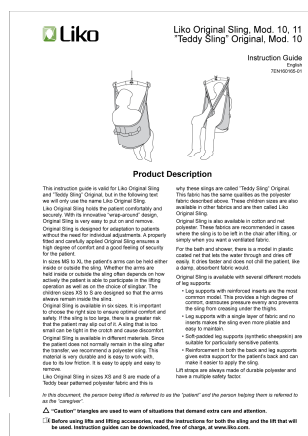 Liko
Liko Original Sling, Mod. 10, 11
"Teddy Sling" Original, Mod. 10
Instruction Guide
English
7EN160165-01
Product Description
This instruction guide is valid for Liko Original Sling
and "Teddy Sling" Original, but in the following text
we will only use the name Liko Original Sling.
Liko Original Sling holds the patient comfortably and
securely. With its innovative "wrap-around" design.
Original Sling is very easy to put on and remove.
Original Sling is designed for adaptation to patients
without the need for individual adjustments. A properly
fitted and carefully applied Original Sling ensures a
high degree of comfort and a good feeling of security
for the patient.
In sizes MS to XL, the patient's arms can be held either
inside or outside the sling. Whether the arms are
held inside or outside the sling often depends on how
actively the patient is able to participate in the lifting
operation as well as on the choice of slingbar. The
children sizes XS to S are designed so that the arms
always remain inside the sling.
Original Sling is available in six sizes. It is important
to choose the right size to ensure optimal comfort and
safety. If the sling is too large, there is a greater risk
that the patient may slip out of it. A sling that is too
small can be tight in the crotch and cause discomfort
Original Sling is available in different materials. Since
the patient does not normally remain in the sling after
the transfer, we recommend a polyester sling. This
material is very durable and is easy to work with,
due to its low friction. It is easy to apply and easy to
remove.
Liko Original Sling in sizes XS and S are made of a
Teddy bear patterned polyester fabric and this is
why these slings are called "Teddy Sling" Original
This fabric has the same qualities as the polyester
fabric described above. These children sizes are also
available in other fabrics and are then called Liko
Original Sling.
Original Sling is also available in cotton and net
polyester. These fabrics are recommended in cases
where the sling is to be left in the chair after lifting, or
simply when you want a ventilated fabric.
For the bath and shower, there is a model in plastic
coated net that lets the water through and dries off
easily. It dries faster and does not chill the patient, like
a damp, absorbent fabric would.
Original Sling is available with several different models
of leg supports:
• Leg supports with reinforced inserts are the most
common model. This provides a high degree of
comfort, distributes pressure evenly and prevents the
sling from creasing under the thighs.
• Leg supports with a single layer of fabric and no
inserts makes the sling even more pliable and
easy to maintain.
• Soft-padded leg supports (synthetic sheepskin) are
suitable for particularly sensitive patients.
• Reinforcement in both the back and leg supports
gives extra support for the patient's back and can
make it easier to apply the sling.
Lift straps are always made of durable polyester and
have a multiple safety factor.
In this document, the person being lifted is referred to as the "patient" and the person helping them is referred to
as the "caregiver".
"Caution" triangles are used to warn of situations that demand extra care and attention.
Before using lifts and lifting accessories, read the instructions for both the sling and the lift that will
be used. Instruction guides can be downloaded, free of charge, at www.liko.com.